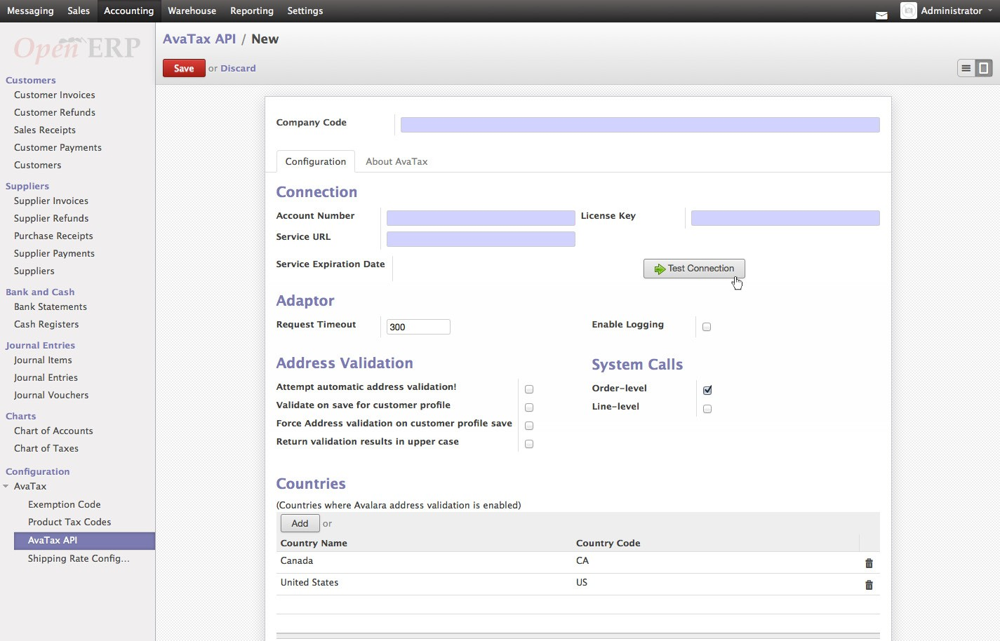 Messaging Sales Accounting Warehouse Reporting Settings Administrator
Open ERP
Customers
Customer Invoices
Customer Refunds
Sales Receipts
Customer Payments
Customers
Suppliers
Supplier Invoices
Supplier Refunds
Purchase Receipts
Supplier Payments
Suppliers
Bank and Cash
Bank Statements
Cash Registers
Journal Entries
Journal Items
Journal Entries
Journal Vouchers
Charts
Chart of Accounts
Chart of Taxes
Configuration
AvaTax
Exemption Code
Product Tax Codes
AvaTax API
Shipping Rate Config...
AvaTax API / New
Save or Discard
Company Code
Configuration About AvaTax
Connection
Account Number License Key
Service URL
Service Expiration Date Test Connection
Adaptor
Request Timeout 300 Enable Logging
Address Validation
Attempt automatic address validation!
Validate on save for customer profile
Force Address validation on customer profile save
Return validation results in upper case
System Calls
Order-level
Line-level
Countries
(Countries where Avalara address validation is enabled)
Add or
Country Name Country Code
Canada CA
United States US